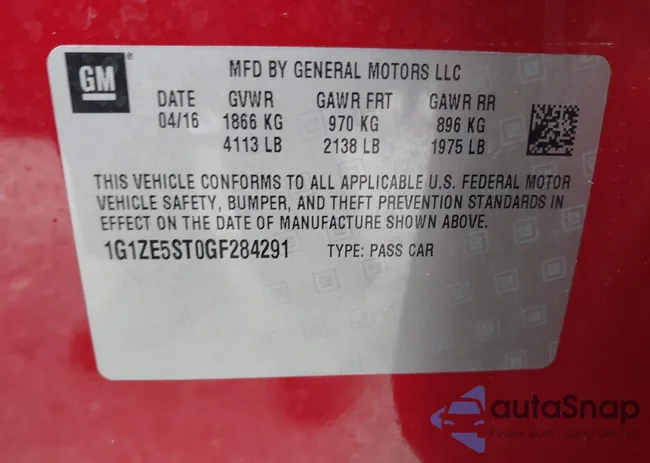 GM
MFD BY GENERAL MOTORS LLC
DATE GVWR GAWR FRT GAWR RR
04/16 1866 KG 970 KG 896 KG
4113 LB 2138 LB 1975 LB
THIS VEHICLE CONFORMS TO ALL APPLICABLE U.S. FEDERAL MOTOR
VEHICLE SAFETY, BUMPER, AND THEFT PREVENTION STANDARDS IN
EFFECT ON THE DATE OF MANUFACTURE SHOWN ABOVE.
1G1ZE5ST0GF284291 TYPE: PASS CAR
autaSnap